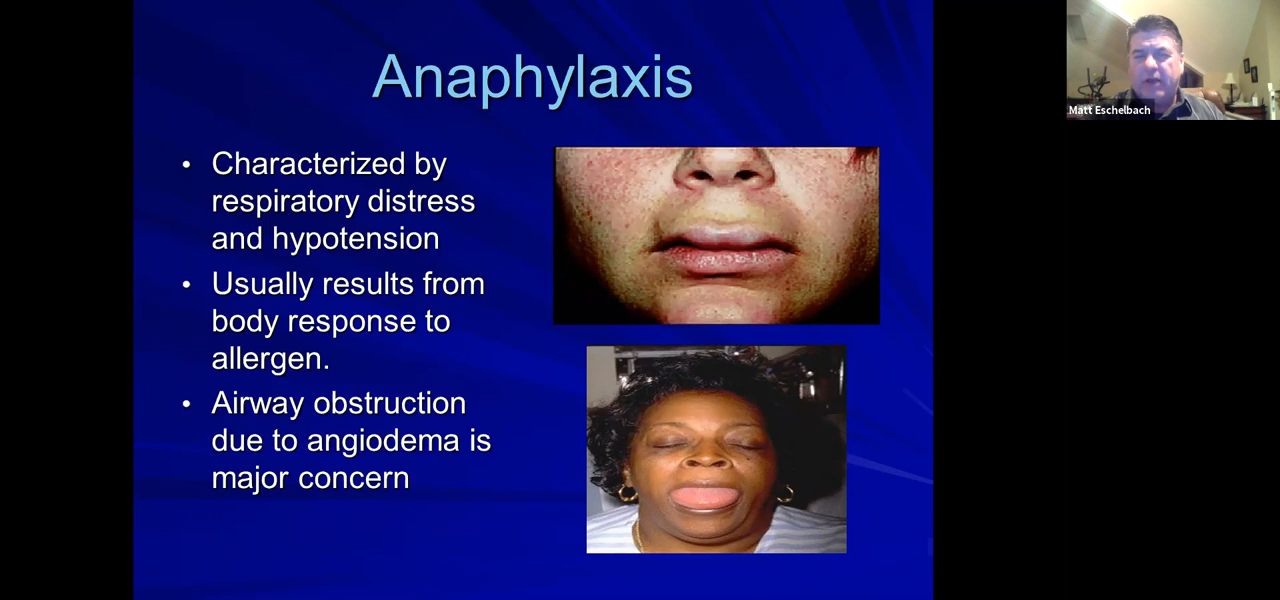 Anaphylaxis
• Characterized by
respiratory distress
and hypotension
• Usually results from
body response to
allergen.
• Airway obstruction
due to angiodema is
major concern
Matt Eschelbach